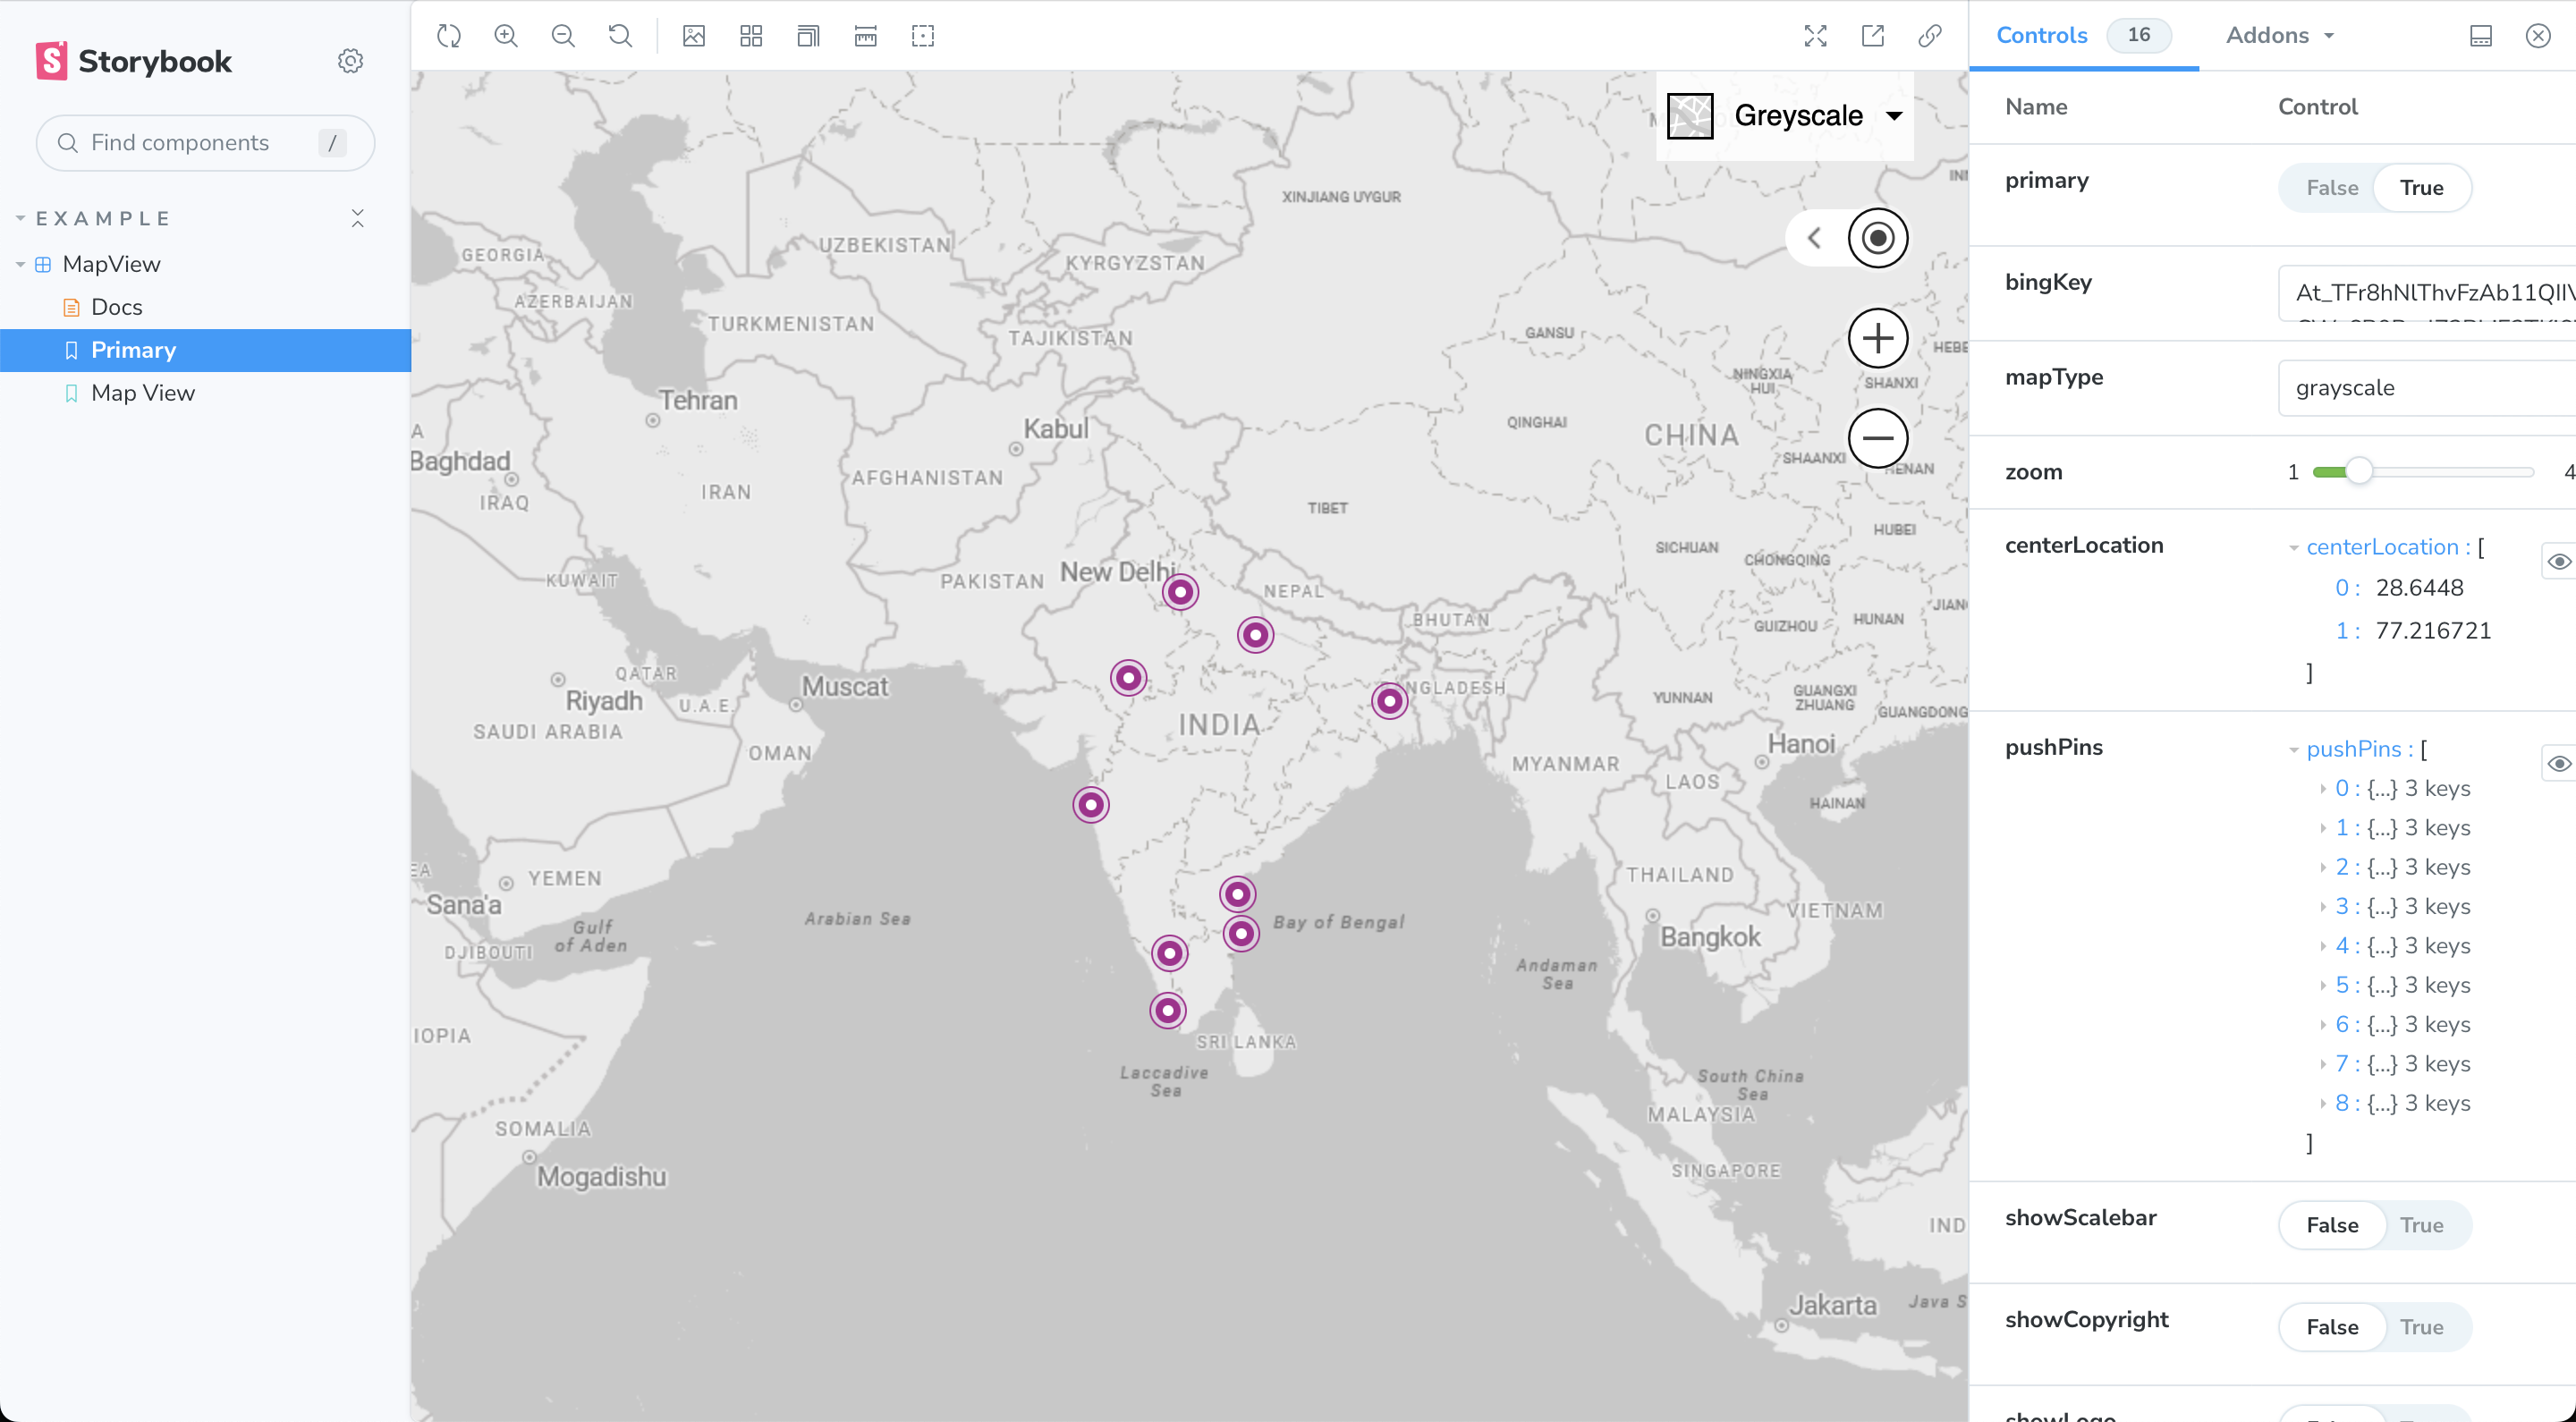 Storybook
Find components
/
EXAMPLE
MapView
Docs
Primary
Map View
Greyscale
XINJIANG UYGUR
GEORGIA
UZBEKISTAN
KYRGYZSTAN
AZERBAIJAN
TURKMENISTAN
TAJIKISTAN
GANSU
HEBE
NINGXIA
HUI
SHANXI
Tehran
Kabul
QINGHAI
CHINA
Baghdad
SHAANXI
HENAN
AFGHANISTAN
IRAN
IRAQ
TIBET
HUBEI
SICHUAN
CHONGQING
New Delhi
KUWAIT
PAKISTAN
NEPAL
JIAN
BHUTAN
GUIZHOU
HUNAN
QATAR
Muscat
NGLADESH
YUNNAN
GUANGXI
ZHUANG
GUANGDONG
Riyadh
U.A.E.
SAUDI ARABIA
INDIA
OMAN
Hanoi
MYANMAR
LAOS
HAINAN
EA
YEMEN
THAILAND
Sana'a
Arabian Sea
Bay of Bengal
VIETNAM
Gulf
of Aden
DJIBOUTI
Bangkok
Andaman
Sea
IOPIA
SRI LANKA
Laccadive
Sea
South China
Sea
MALAYSIA
SOMALIA
SINGAPORE
Mogadishu
IND
Jakarta
Java S
Controls
16
Addons
Name
Control
primary
False
True
bingKey
mapType
grayscale
zoom
1
4
centerLocation
centerLocation : [
0 : 28.6448
1 : 77.216721
]
pushPins
pushPins : [
0 : {...} 3 keys
1 : {...} 3 keys
2 : {...} 3 keys
3 : {...} 3 keys
4 : {...} 3 keys
5 : {...} 3 keys
6 : {...} 3 keys
7 : {...} 3 keys
8 : {...} 3 keys
]
showScalebar
False
True
showCopyright
False
True